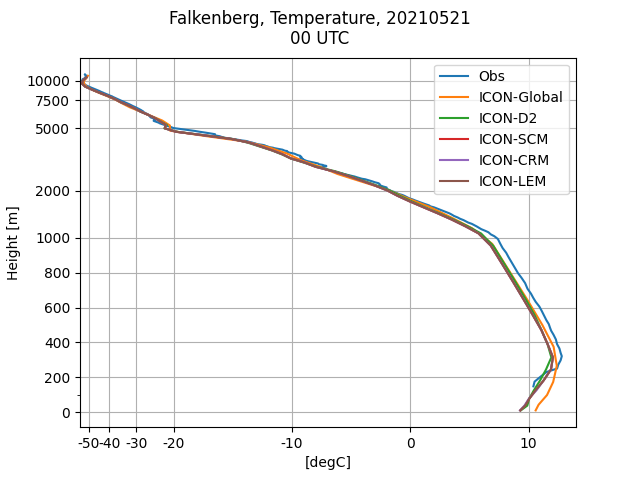 Falkenberg, Temperature, 20210521
00 UTC
Obs
ICON-Global
ICON-D2
ICON-SCM
ICON-CRM
ICON-LEM
10000
7500
5000
2000
1000
800
600
400
200
0
Height [m]
-50
-40
-30
-20
-10
0
10
[degC]